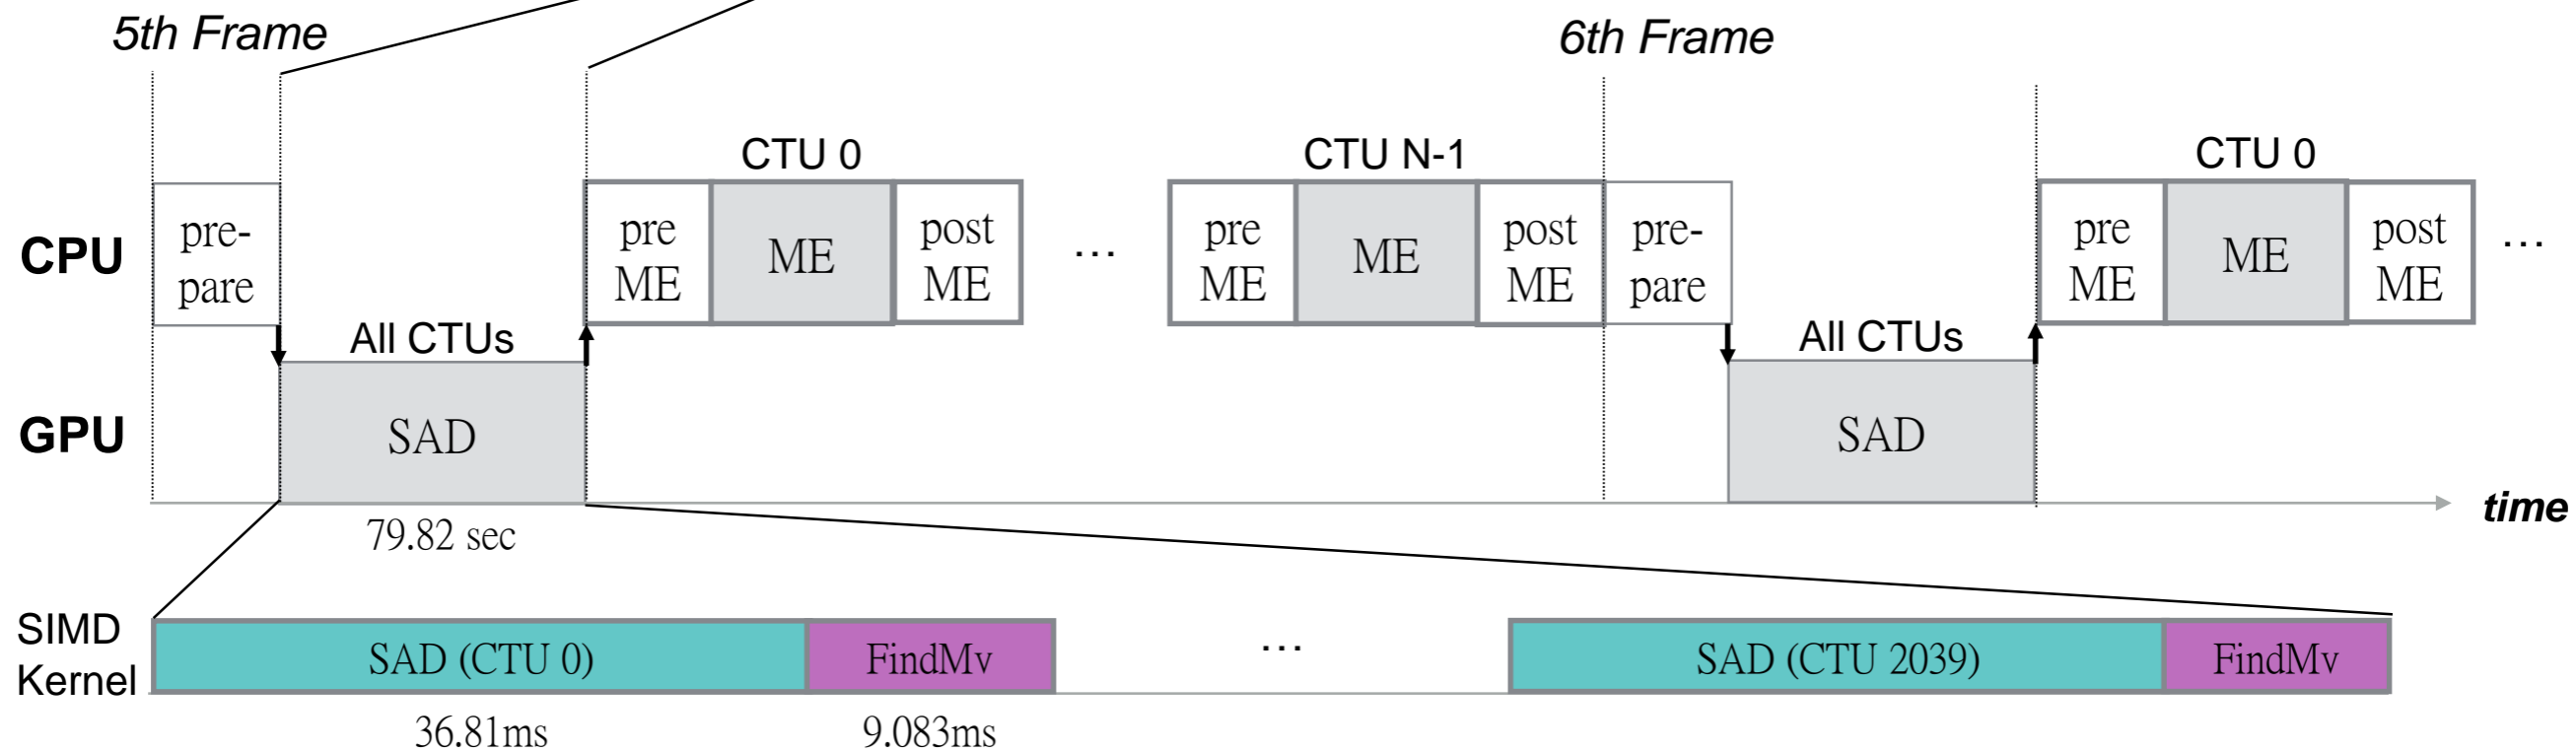 5th Frame
6th Frame
CTU 0
CTU N-1
CTU 0
CPU
pre-
pare
pre
ME
ME
post
ME
...
pre
ME
ME
post
ME
pre-
pare
pre
ME
ME
post
ME
...
All CTUs
All CTUs
GPU
SAD
SAD
time
79.82 sec
SIMD
Kernel
SAD (CTU 0)
FindMv
...
SAD (CTU 2039)
FindMv
36.81ms
9.083ms